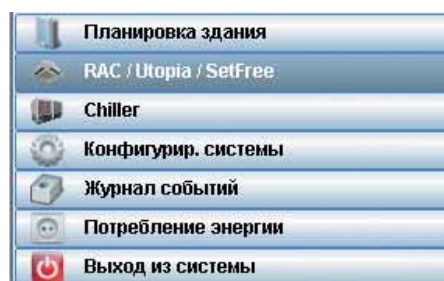 Планировка здания
RAC / Utopia / SetFree
Chiller
Конфигурир. системы
Журнал событий
Потребление энергии
Выход из системы